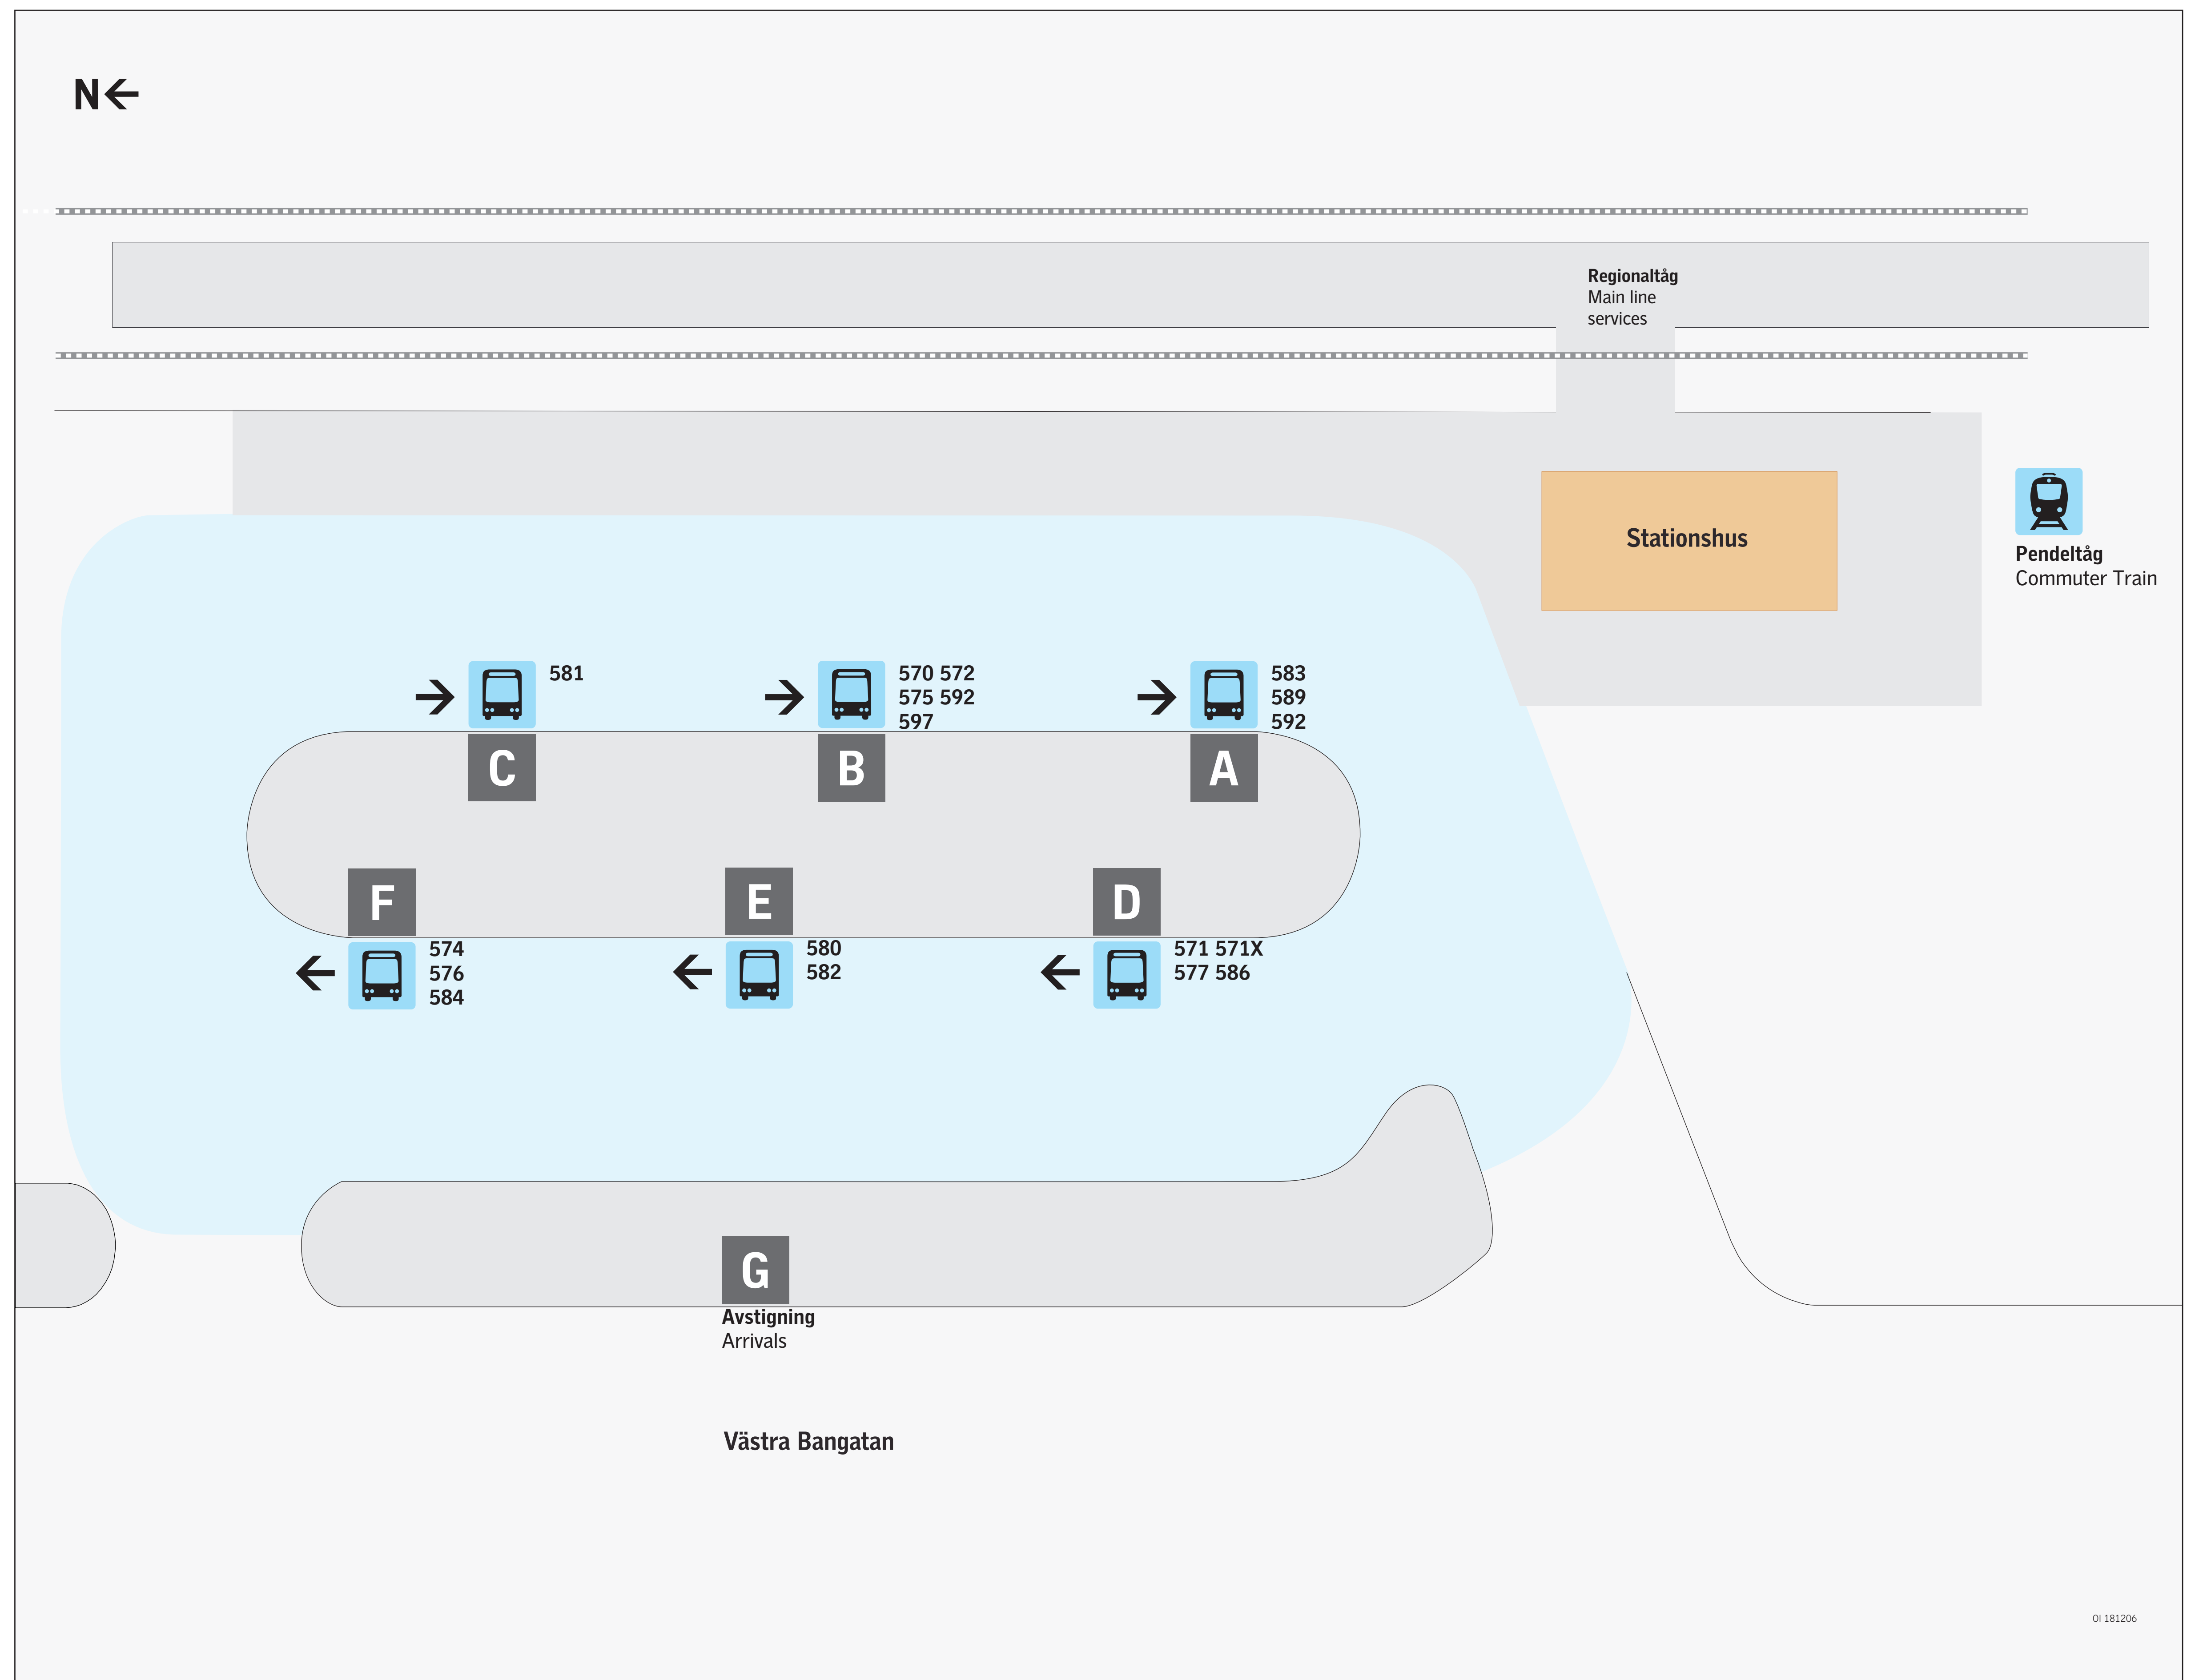 N
Regionaltåg
Main line
services
Stationshus
Pendeltåg
Commuter Train
581
570 572
575 592
597
583
589
592
C
B
A
F
E
D
574
576
584
580
582
571 571X
577 586
G
Avstigning
Arrivals
Västra Bangatan
OI 181206